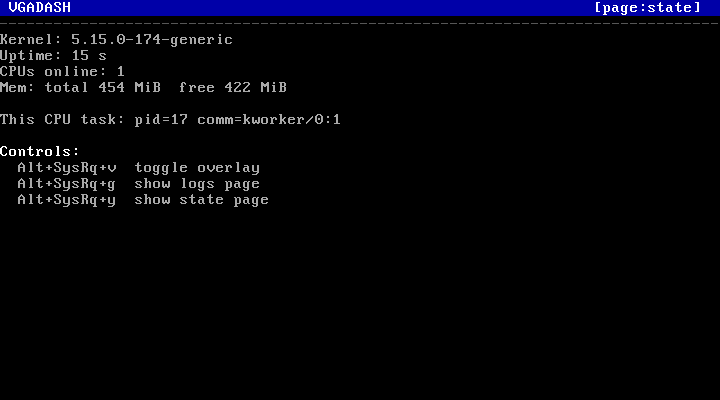 VGADASH [page:state]
--------------------------------------------------------------------------------
Kernel: 5.15.0-174-generic
Uptime: 15 s
CPUs online: 1
Mem: total 454 MiB  free 422 MiB
This CPU task: pid=17 comm=kworker/0:1
Controls:
  Alt+SysRq+v  toggle overlay
  Alt+SysRq+g  show logs page
  Alt+SysRq+y  show state page